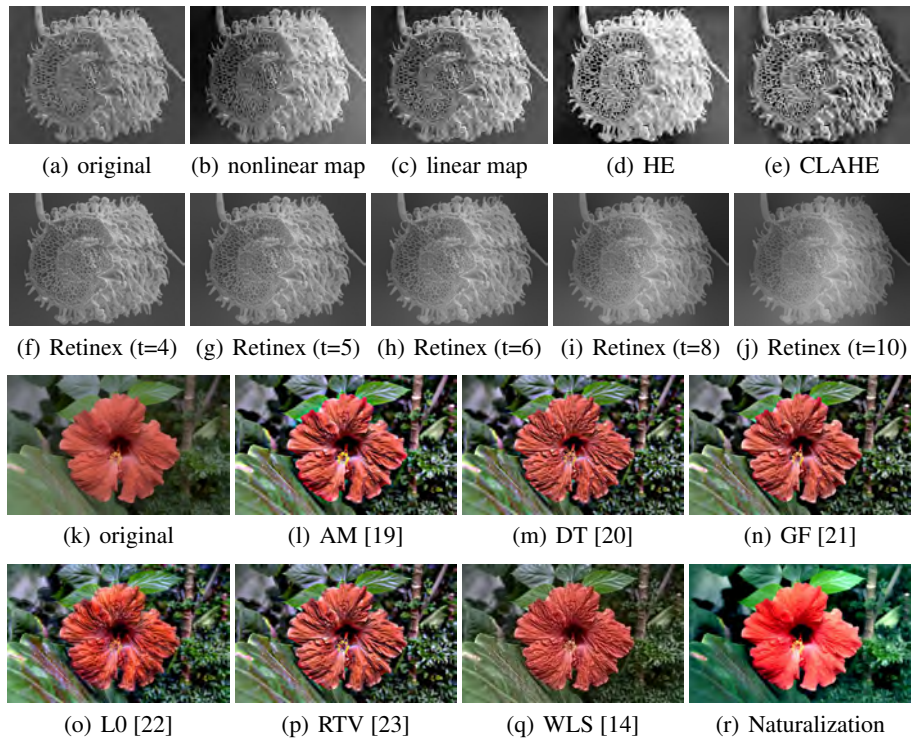 (a) original (b) nonlinear map (c) linear map (d) HE (e) CLAHE
(f) Retinex (t=4) (g) Retinex (t=5) (h) Retinex (t=6) (i) Retinex (t=8) (j) Retinex (t=10)
(k) original (l) AM [19] (m) DT [20] (n) GF [21]
(o) L0 [22] (p) RTV [23] (q) WLS [14] (r) Naturalization